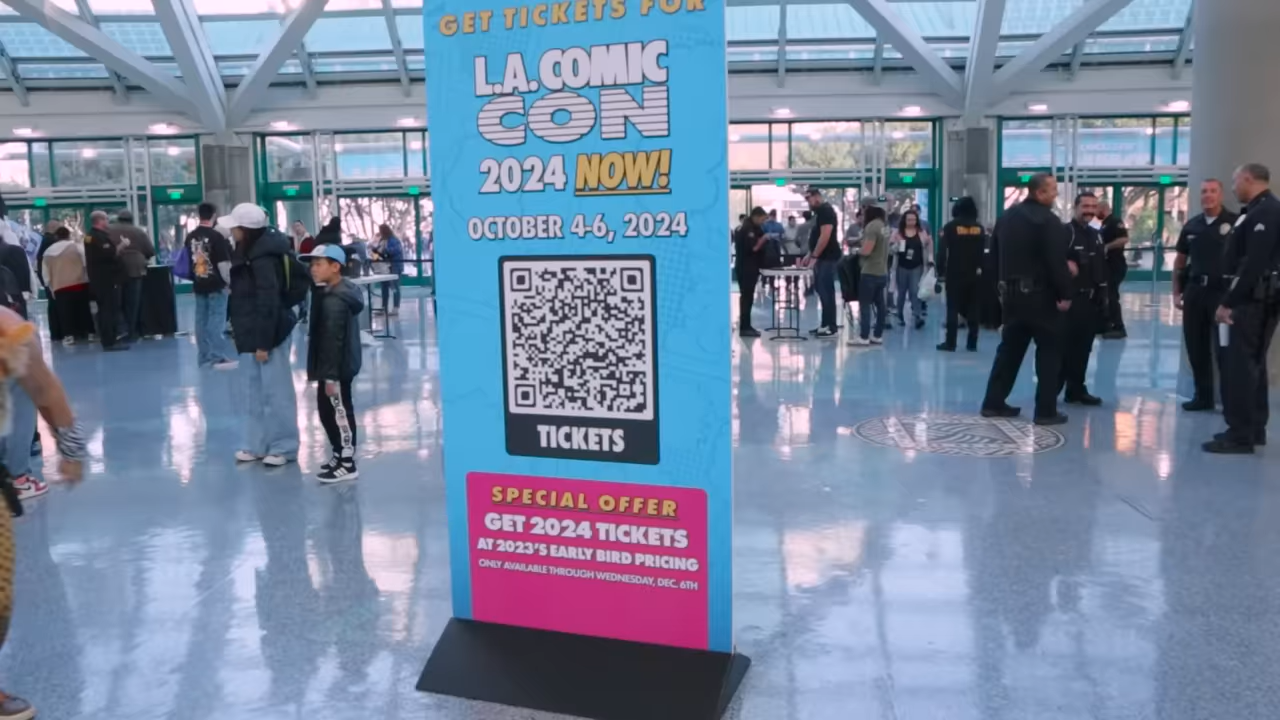 GET TICKETS FOR
L.A. COMIC
CON
2024 NOW!
OCTOBER 4-6, 2024
TICKETS
SPECIAL OFFER
GET 2024 TICKETS
AT 2023'S EARLY BIRD PRICING
ONLY AVAILABLE THROUGH WEDNESDAY, DEC. 6TH